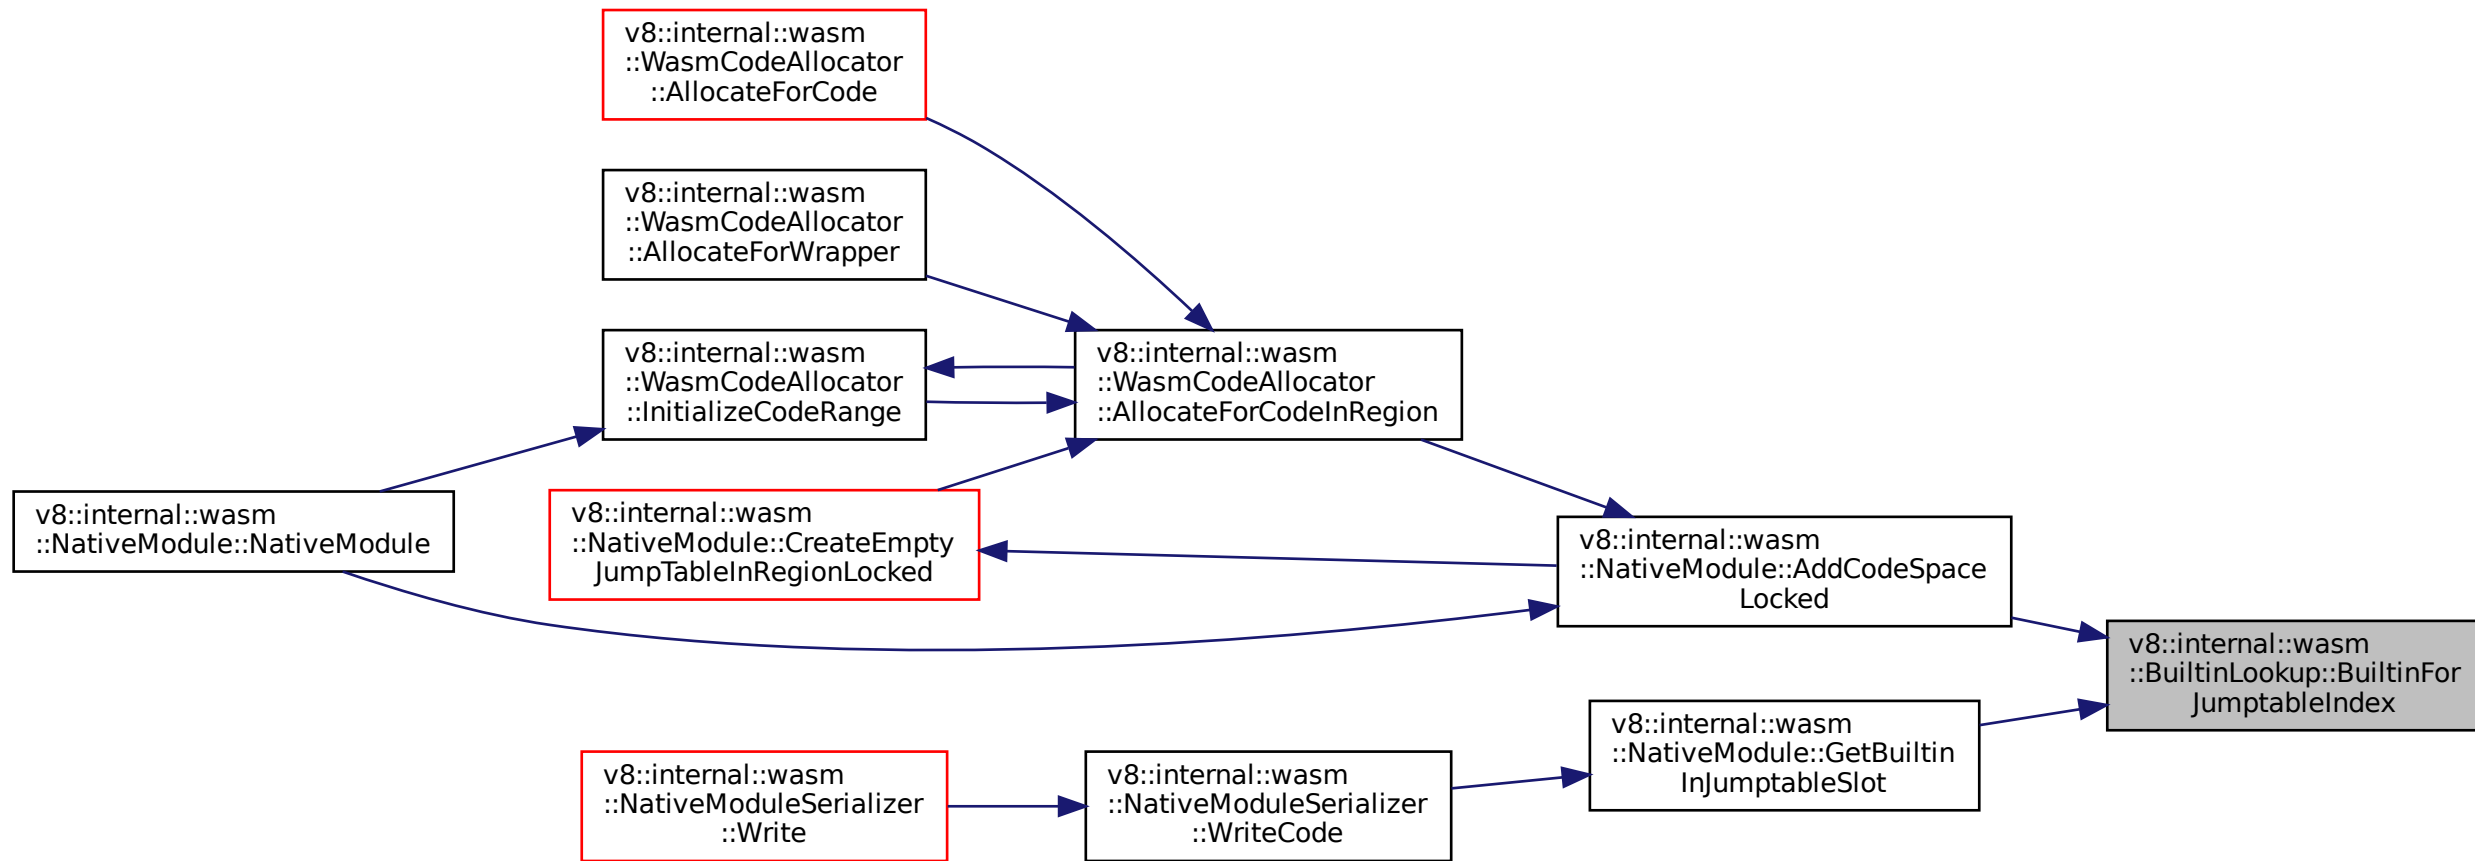 v8::internal::wasm
::WasmCodeAllocator
::AllocateForCode
v8::internal::wasm
::WasmCodeAllocator
::AllocateForWrapper
v8::internal::wasm
::WasmCodeAllocator
::InitializeCodeRange
v8::internal::wasm
::WasmCodeAllocator
::AllocateForCodeInRegion
v8::internal::wasm
::NativeModule::NativeModule
v8::internal::wasm
::NativeModule::CreateEmpty
JumpTableInRegionLocked
v8::internal::wasm
::NativeModule::AddCodeSpace
Locked
v8::internal::wasm
::BuiltinLookup::BuiltinFor
JumptableIndex
v8::internal::wasm
::NativeModule::GetBuiltin
InJumptableSlot
v8::internal::wasm
::NativeModuleSerializer
::Write
v8::internal::wasm
::NativeModuleSerializer
::WriteCode